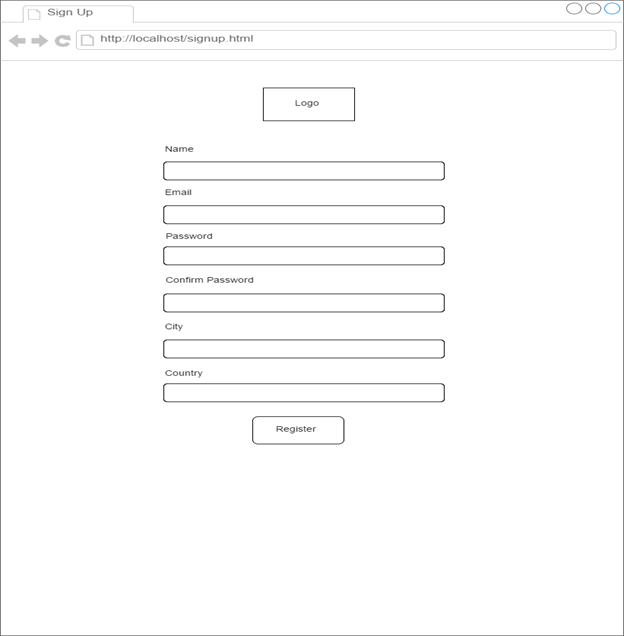 Sign Up
http://localhost/signup.html
Logo
Name
Email
Password
Confirm Password
City
Country
Register